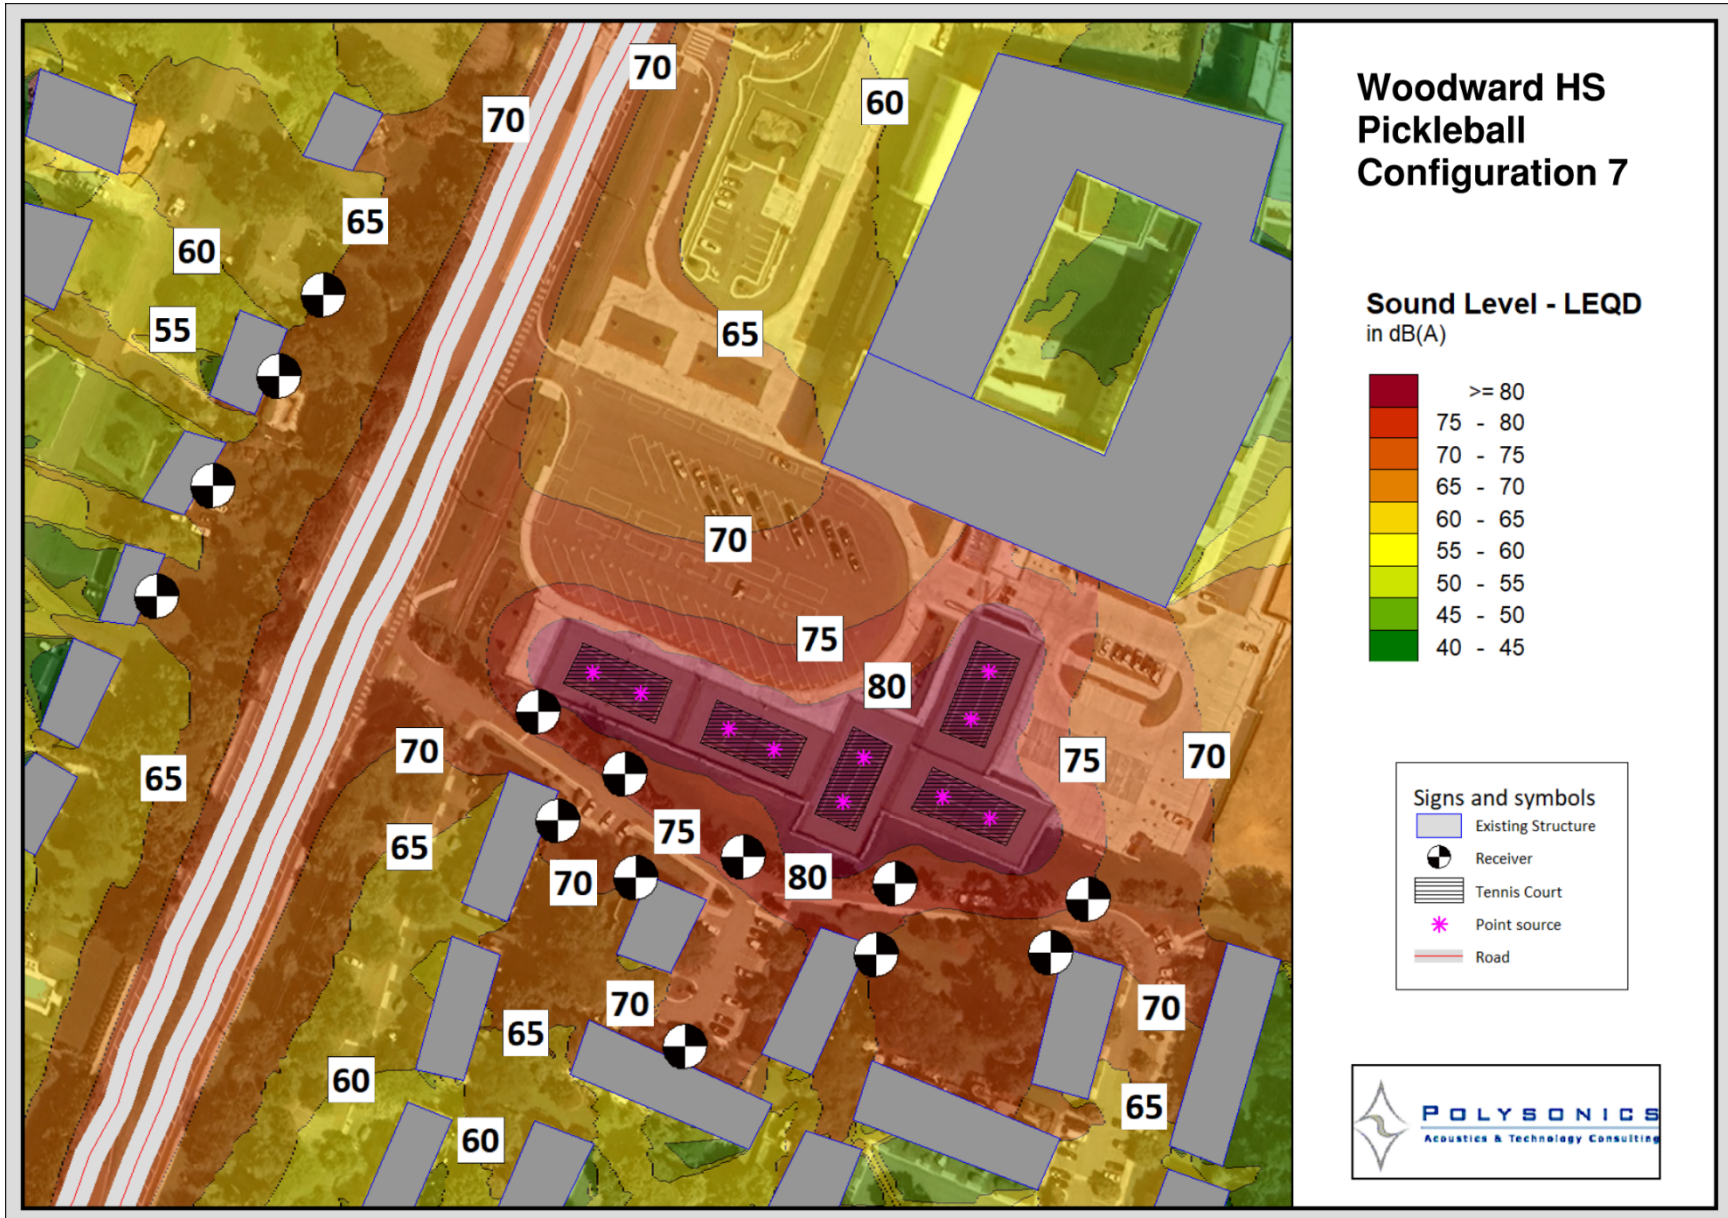 Woodward HS
Pickleball
Configuration 7
Sound Level - LEQD
in dB(A)
>= 80
75 - 80
70 - 75
65 - 70
60 - 65
55 - 60
50 - 55
45 - 50
40 - 45
Signs and symbols
Existing Structure
Receiver
Tennis Court
Point source
Road
POLYSONICS
Acoustics & Technology Consulting
70
60
70
65
60
55
65
70
75
80
70
75
70
65
75
65
70
80
70
70
65
60
65
60